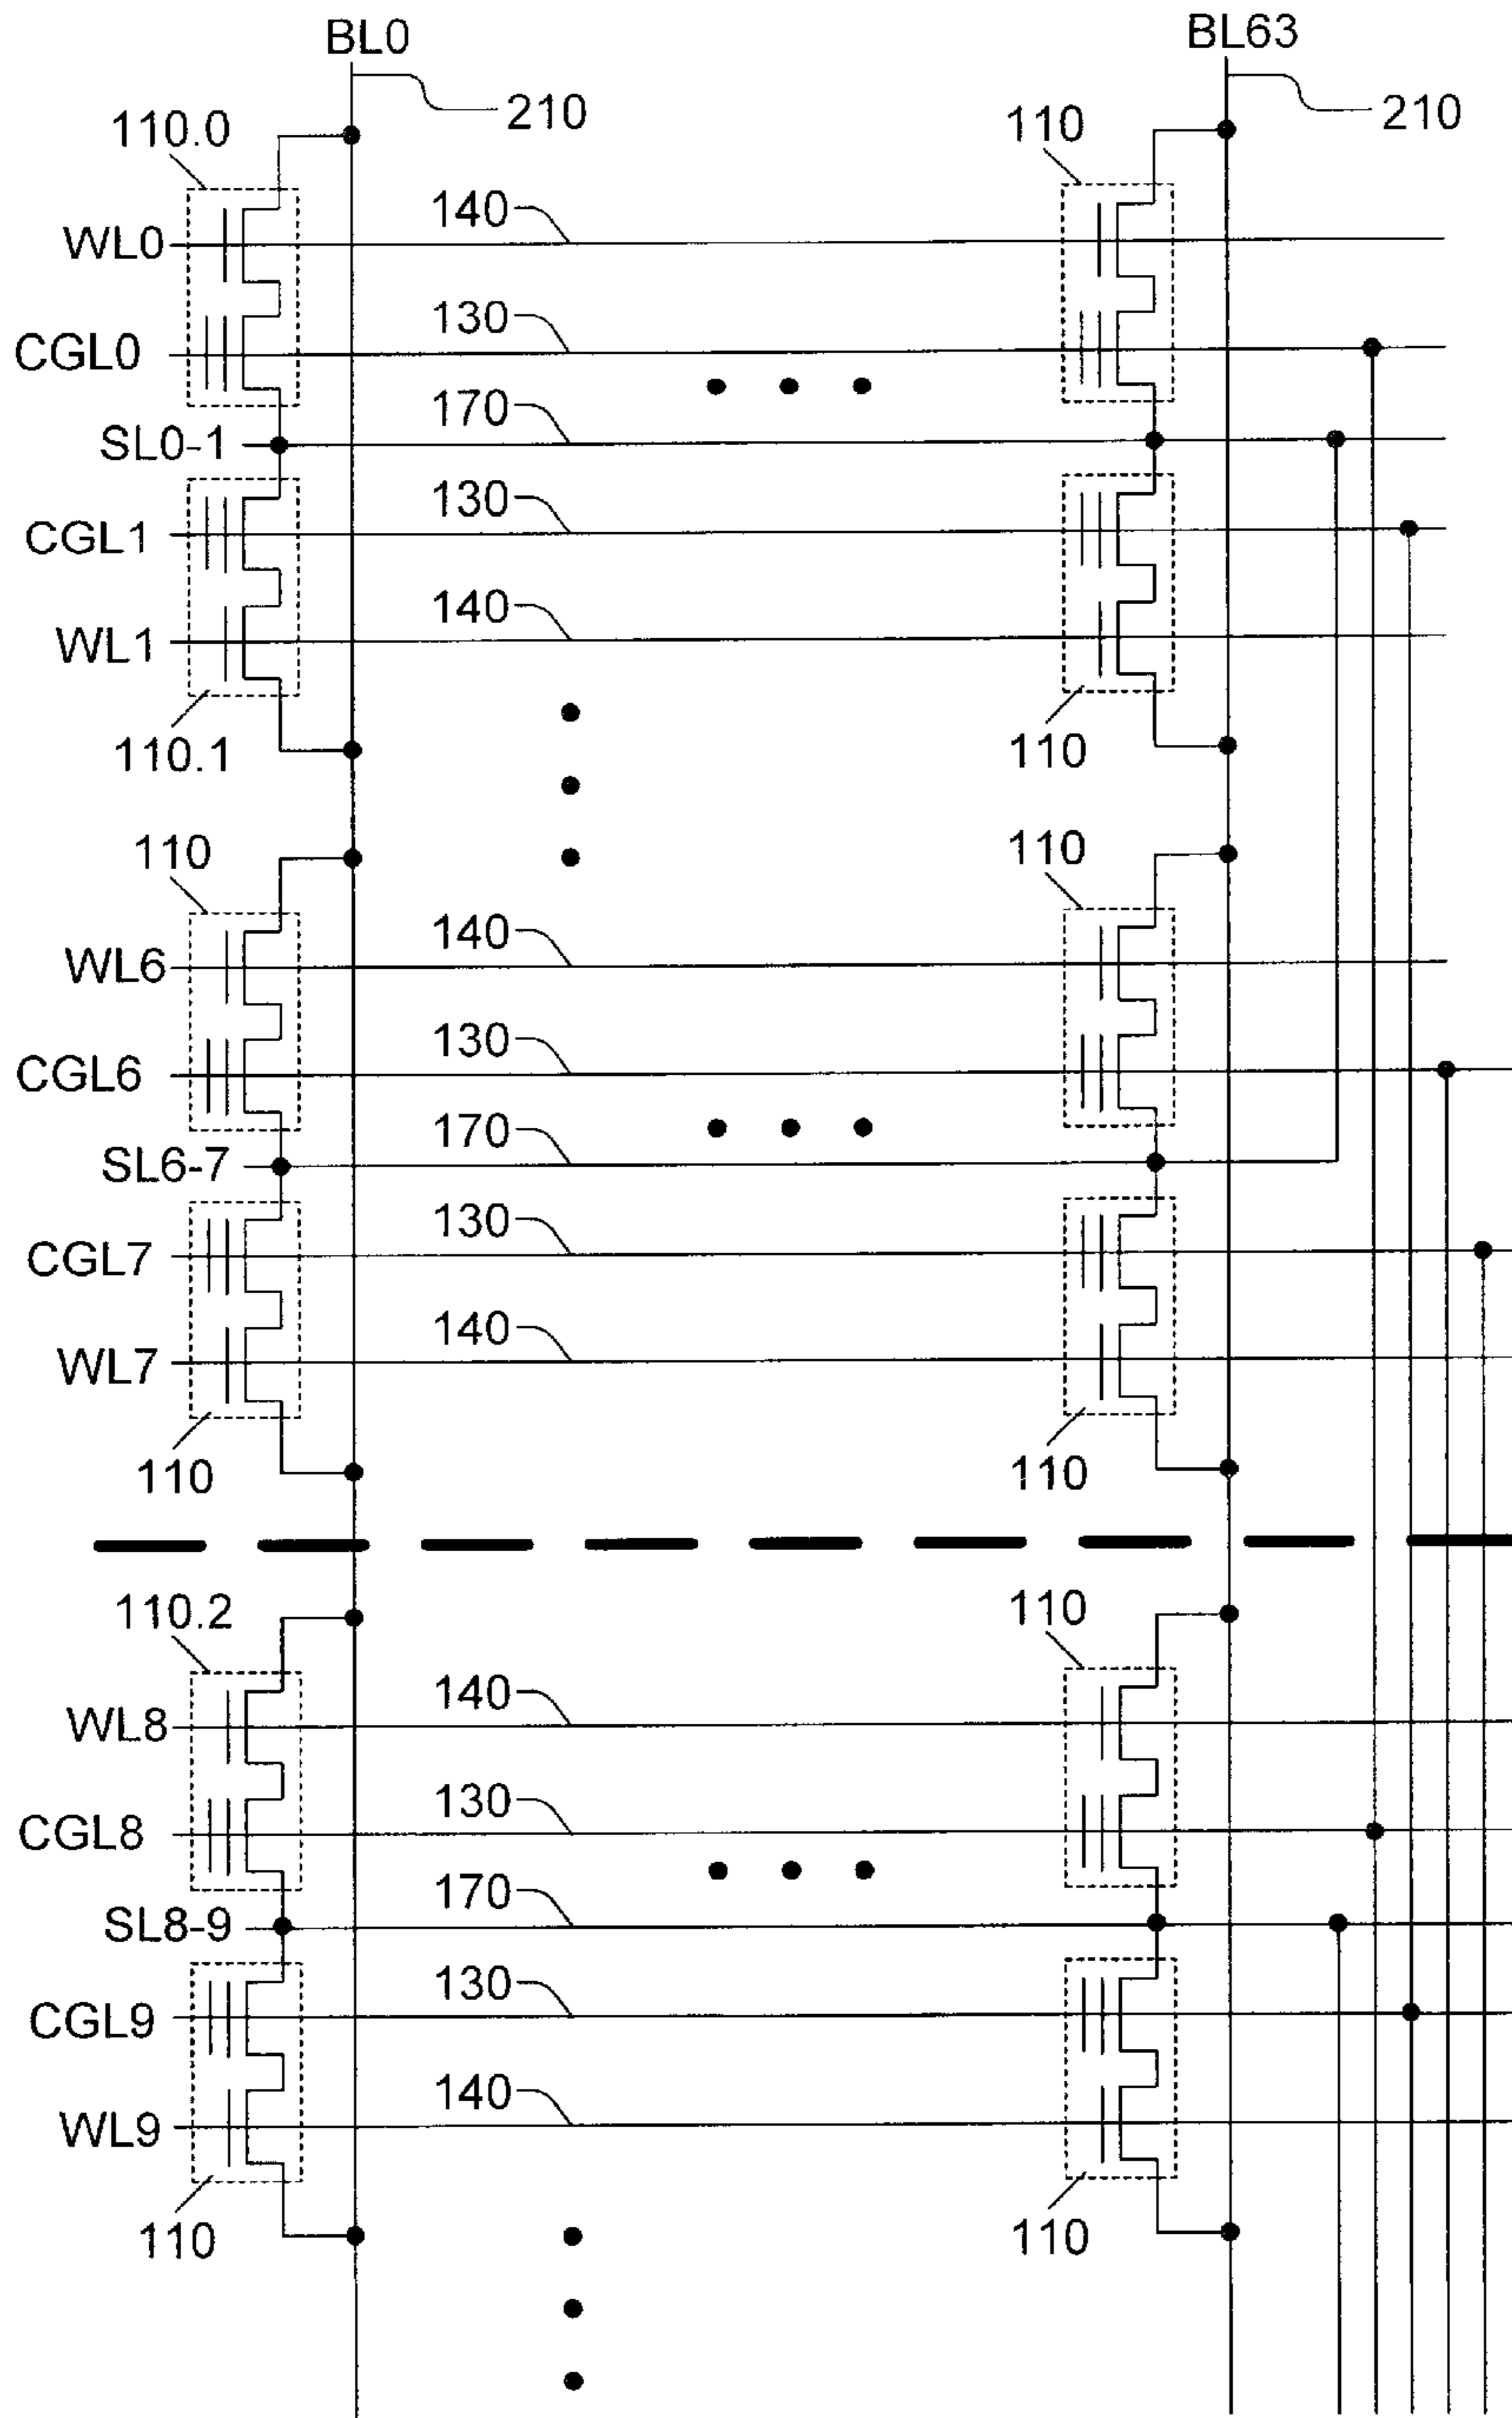 BL0 BL63
210 210
110.0 110
WL0 140
CGL0 130
SL0-1 170
CGL1 130
WL1 140
110.1 110
110 110
WL6 140
CGL6 130
SL6-7 170
CGL7 130
WL7 140
110 110
110.2 110
WL8 140
CGL8 130
SL8-9 170
CGL9 130
WL9 140
110 110